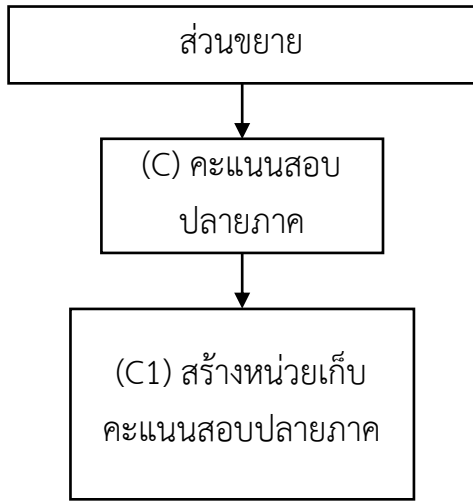 ส่วนขยาย
(C) คะแนนสอบ
ปลายภาค
(C1) สร้างหน่วยเก็บ
คะแนนสอบปลายภาค